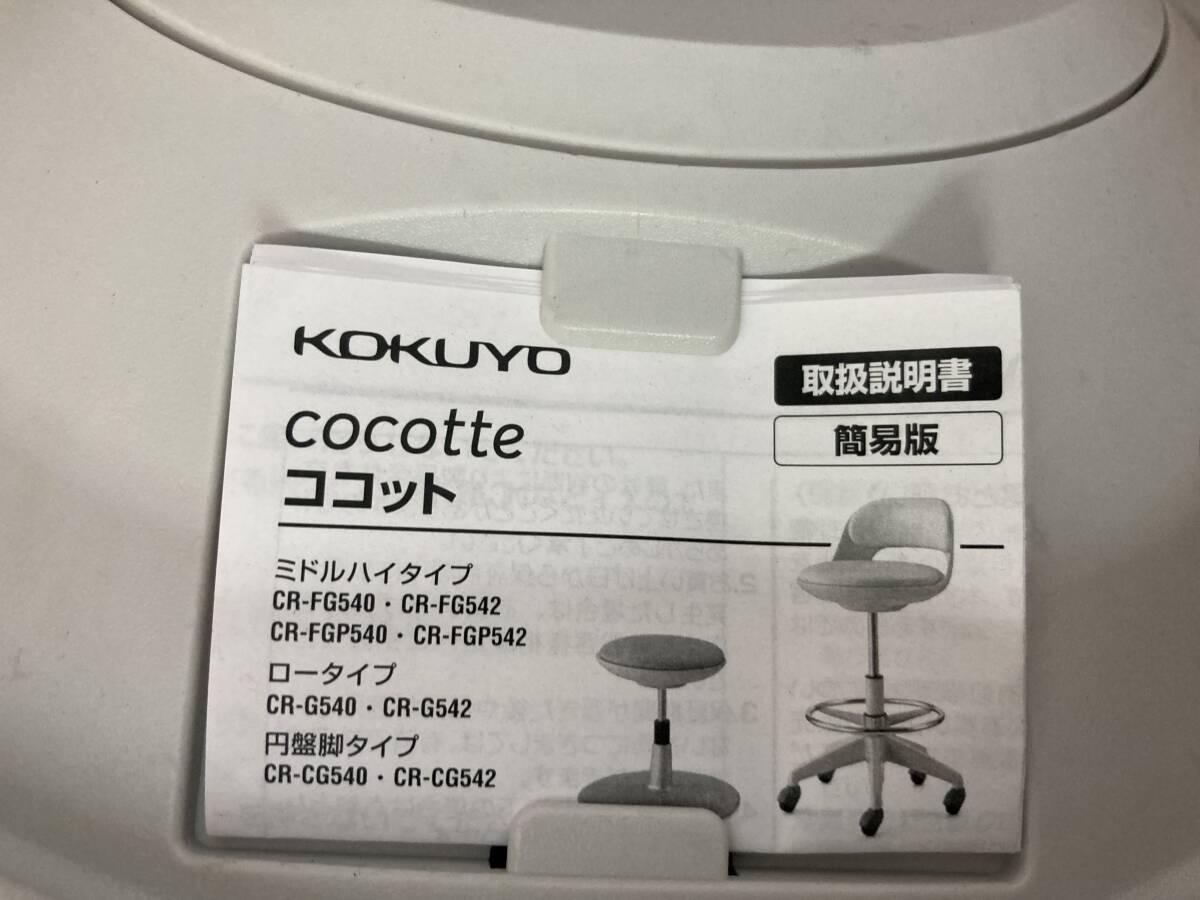 KOKUYO
取扱説明書
簡易版
cocotte
ココット
ミドルハイタイプ
CR-FG540・CR-FG542
CR-FGP540・CR-FGP542
ロータイプ
CR-G540・CR-G542
円盤脚タイプ
CR-CG540・CR-CG542